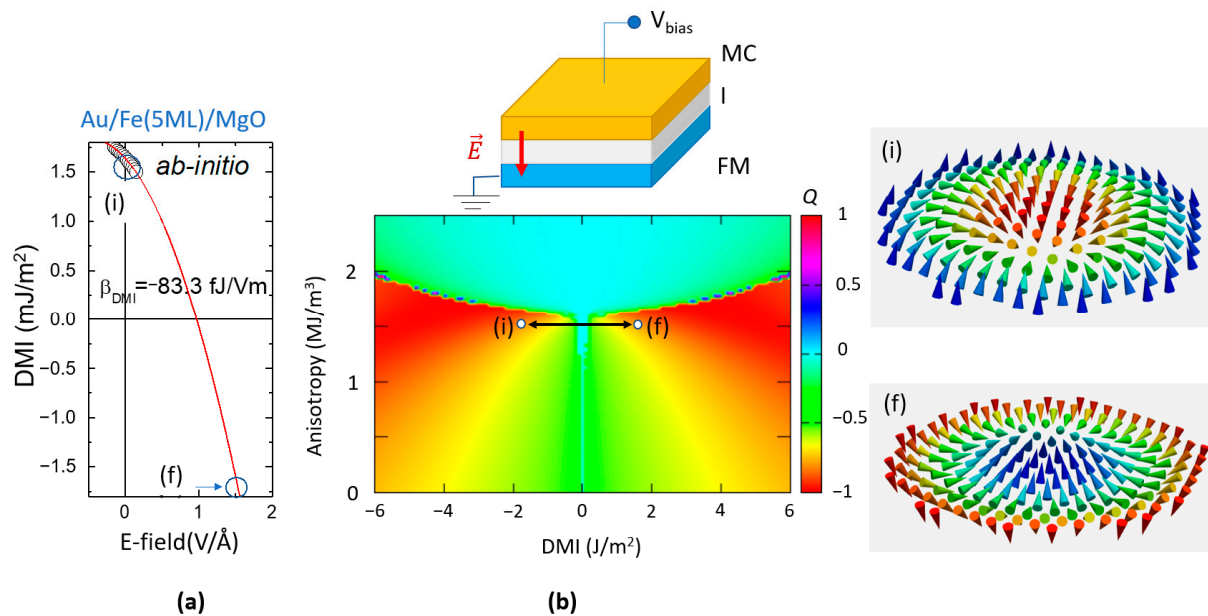 Au/Fe(5ML)/MgO
ab-initio
(i)
β_DMI=−83.3 fJ/Vm
(f)
DMI (mJ/m²)
1.5
1.0
0.5
0.0
−0.5
−1.0
−1.5
0
1
2
E-field(V/Å)
(a)
V_bias
MC
I
FM
E⃗
Q
1
0.5
0
−0.5
−1
(i)
(f)
Anisotropy (MJ/m³)
2
1
0
−6
−4
−2
0
2
4
6
DMI (J/m²)
(b)
(i)
(f)